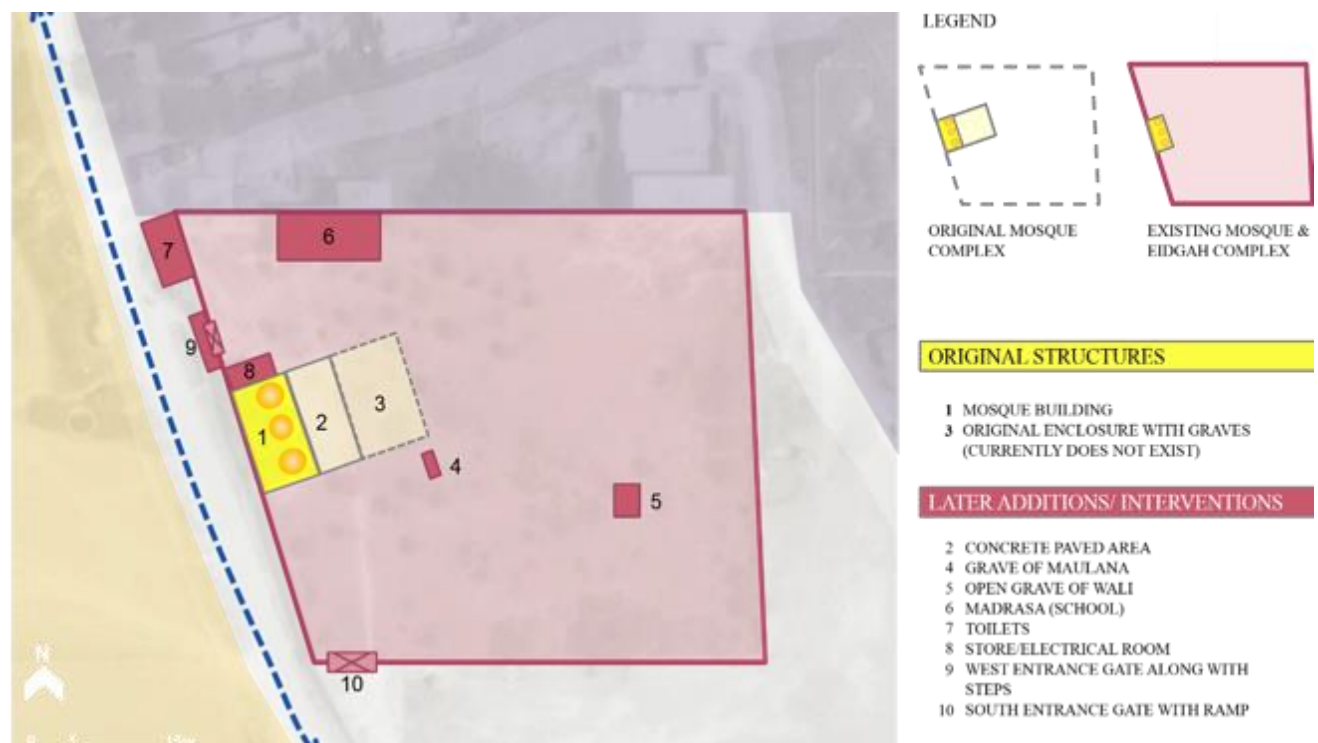 LEGEND
ORIGINAL MOSQUE
COMPLEX
EXISTING MOSQUE &
EIDGAH COMPLEX
ORIGINAL STRUCTURES
1 MOSQUE BUILDING
3 ORIGINAL ENCLOSURE WITH GRAVES
(CURRENTLY DOES NOT EXIST)
LATER ADDITIONS/ INTERVENTIONS
2 CONCRETE PAVED AREA
4 GRAVE OF MAULANA
5 OPEN GRAVE OF WALI
6 MADRASA (SCHOOL)
7 TOILETS
8 STORE/ELECTRICAL ROOM
9 WEST ENTRANCE GATE ALONG WITH
STEPS
10 SOUTH ENTRANCE GATE WITH RAMP
7
6
9
8
1
2
3
4
5
10
N